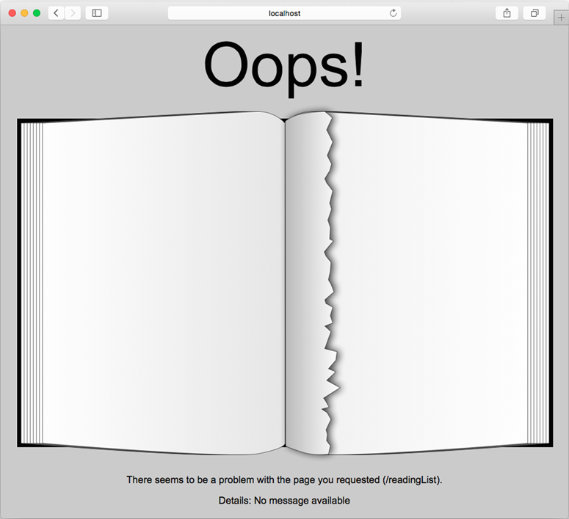 localhost
Oops!
There seems to be a problem with the page you requested (/readingList).
Details: No message available